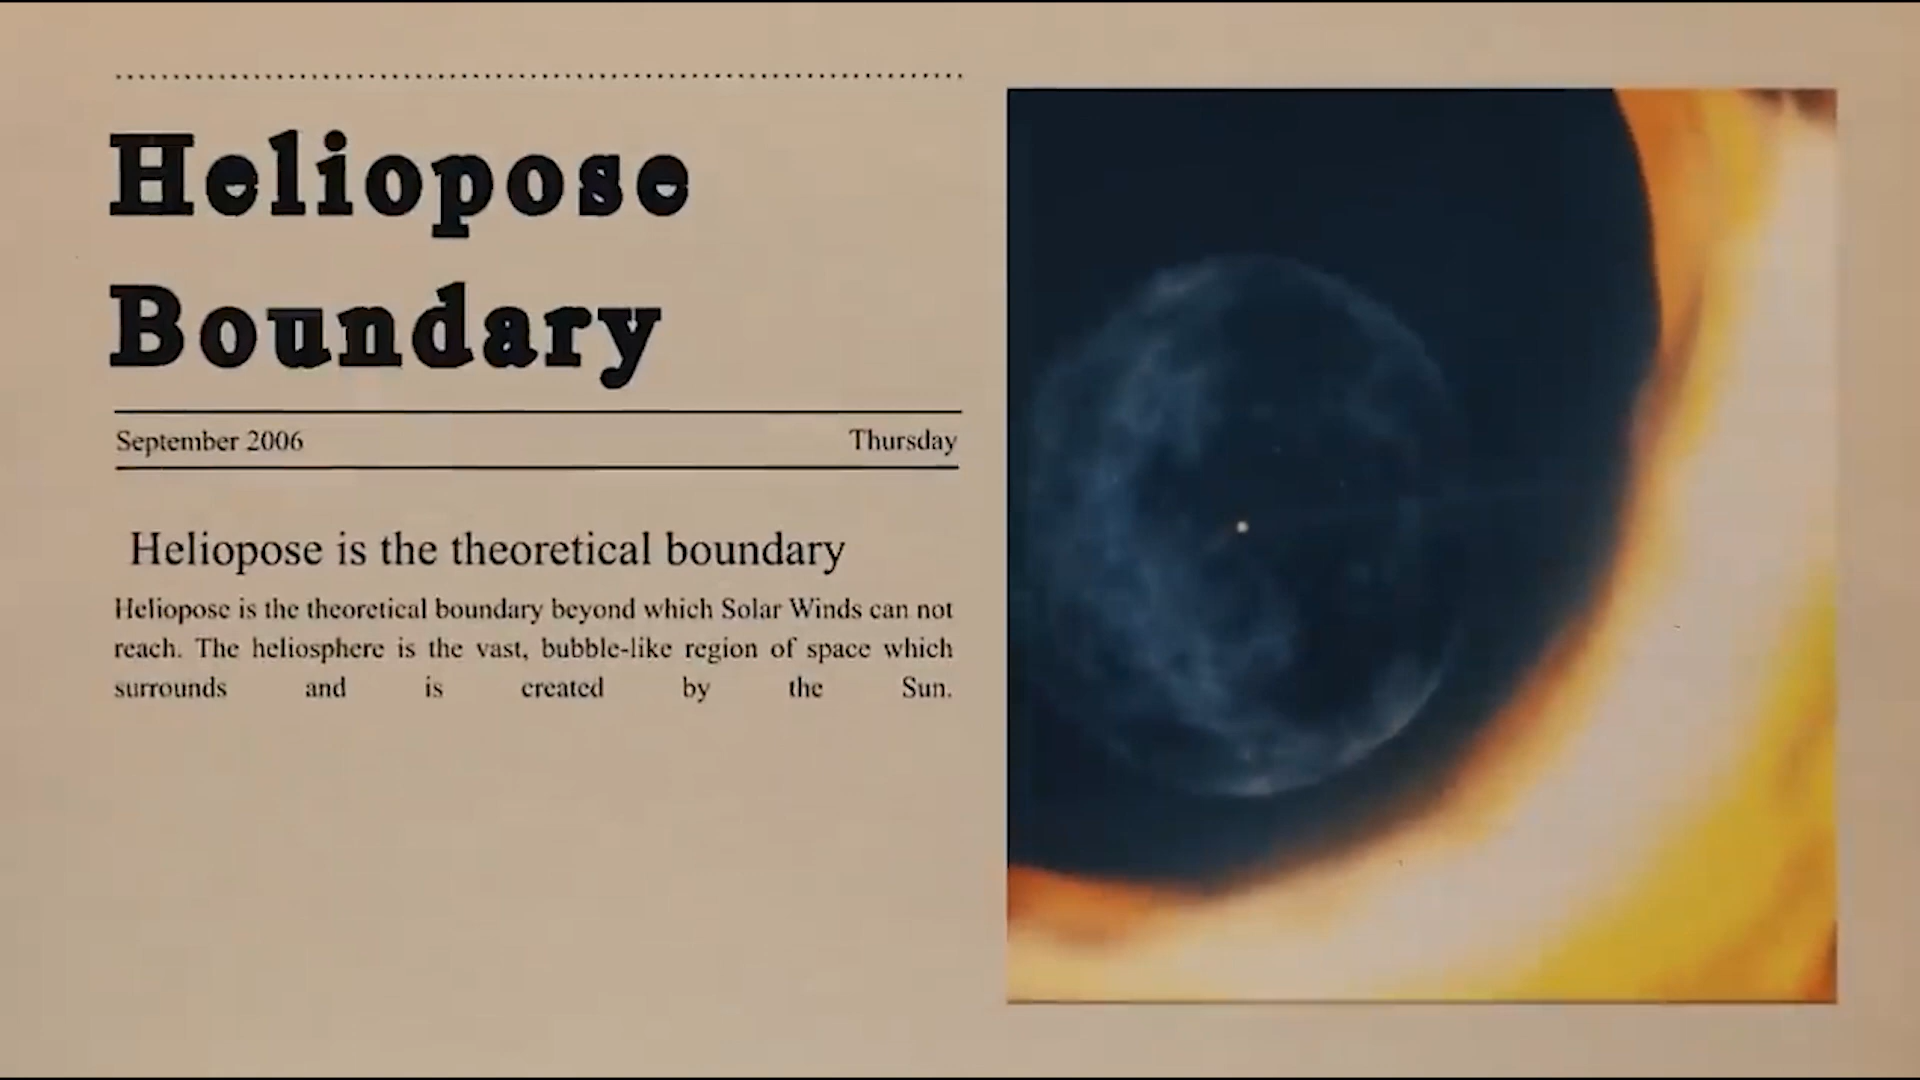 Heliopose
Boundary
September 2006 Thursday
Heliopose is the theoretical boundary
Heliopose is the theoretical boundary beyond which Solar Winds can not
reach. The heliosphere is the vast, bubble-like region of space which
surrounds and is created by the Sun.